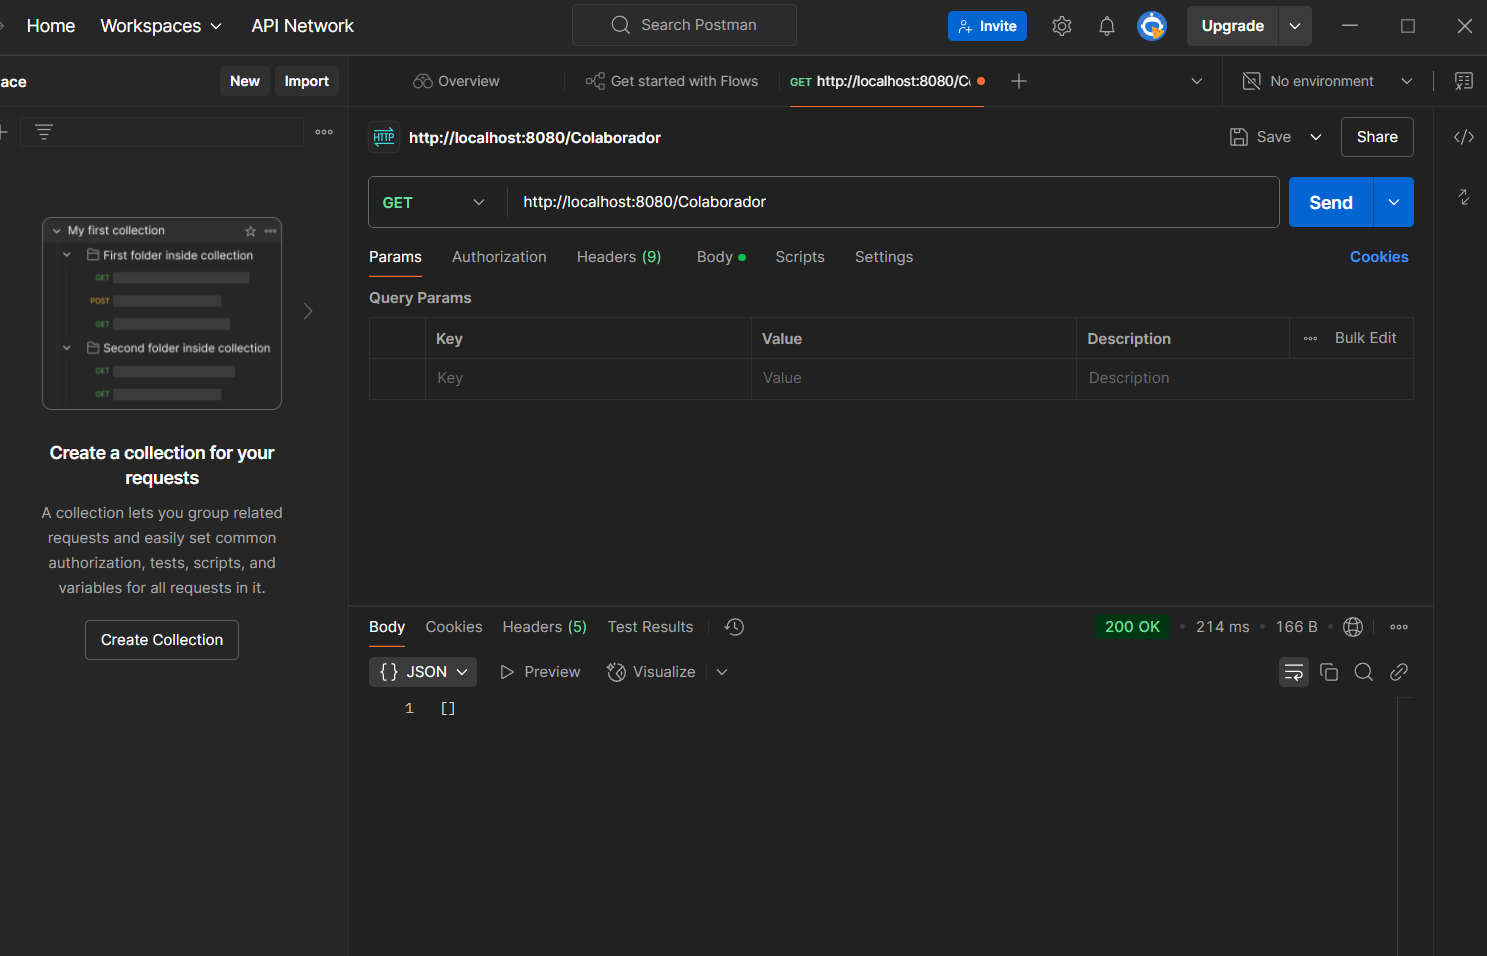 Home Workspaces API Network Search Postman Invite Upgrade
ace New Import Overview Get started with Flows GET http://localhost:8080/C No environment
HTTP http://localhost:8080/Colaborador Save Share
GET http://localhost:8080/Colaborador Send
Params Authorization Headers (9) Body Scripts Settings Cookies
Query Params
Key Value Description Bulk Edit
Key Value Description
My first collection
First folder inside collection
GET
POST
GET
Second folder inside collection
GET
GET
Create a collection for your
requests
A collection lets you group related
requests and easily set common
authorization, tests, scripts, and
variables for all requests in it.
Create Collection
Body Cookies Headers (5) Test Results 200 OK 214 ms 166 B
{} JSON Preview Visualize
1 []